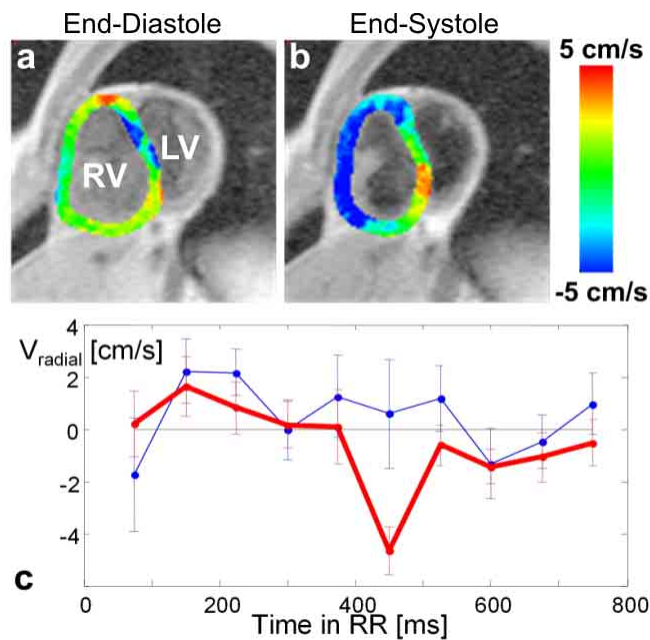 End-Diastole End-Systole
a b 5 cm/s
LV
RV
-5 cm/s
4
V_radial [cm/s]
2
0
-2
-4
c
0 200 400 600 800
Time in RR [ms]